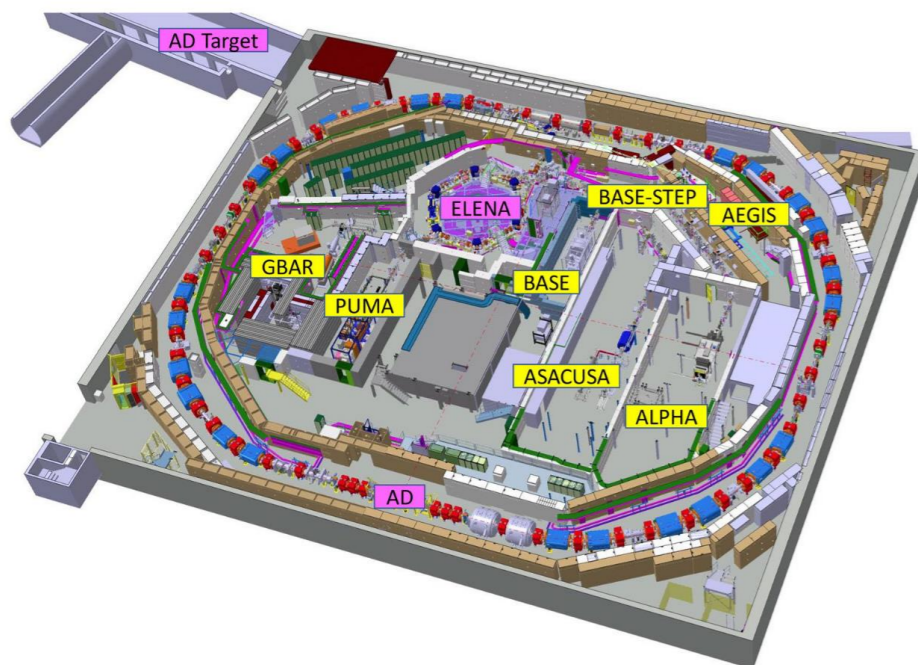 AD Target
ELENA
BASE-STEP
AEGIS
GBAR
BASE
PUMA
ASACUSA
ALPHA
AD